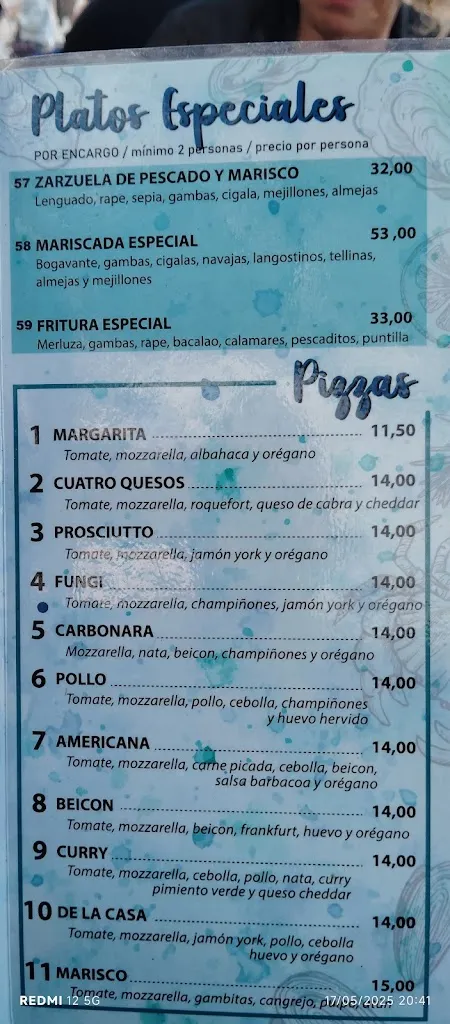 Platos Especiales
POR ENCARGO / mínimo 2 personas / precio por persona
57 ZARZUELA DE PESCADO Y MARISCO 32,00
Lenguado, rape, sepia, gambas, cigala, mejillones, almejas
58 MARISCADA ESPECIAL 53 ,00
Bogavante, gambas, cigalas, navajas, langostinos, tellinas,
almejas y mejillones
59 FRITURA ESPECIAL 33,00
Merluza, gambas, rape, bacalao, calamares, pescaditos, puntilla
Pizzas
1 MARGARITA 11,50
Tomate, mozzarella, albahaca y orégano
2 CUATRO QUESOS 14,00
Tomate, mozzarella, roquefort, queso de cabra y cheddar
3 PROSCIUTTO 14,00
Tomate, mozzarella, jamón york y orégano
4 FUNGI 14,00
Tomate, mozzarella, champiñones, jamón york y orégano
5 CARBONARA 14,00
Mozzarella, nata, beicon, champiñones y orégano
6 POLLO 14,00
Tomate, mozzarella, pollo, cebolla, champiñones
y huevo hervido
7 AMERICANA 14,00
Tomate, mozzarella, carne picada, cebolla, beicon,
salsa barbacoa y orégano
8 BEICON 14,00
Tomate, mozzarella, beicon, frankfurt, huevo y orégano
9 CURRY 14,00
Tomate, mozzarella, cebolla, pollo, nata, curry
pimiento verde y queso cheddar
10 DE LA CASA 14,00
Tomate, mozzarella, jamón york, pollo, cebolla
huevo y orégano
11 MARISCO 15,00
Tomate, mozzarella, gambitas, cangrejo, pulpo, atún
REDMI 12 5G 17/05/2025 20:41